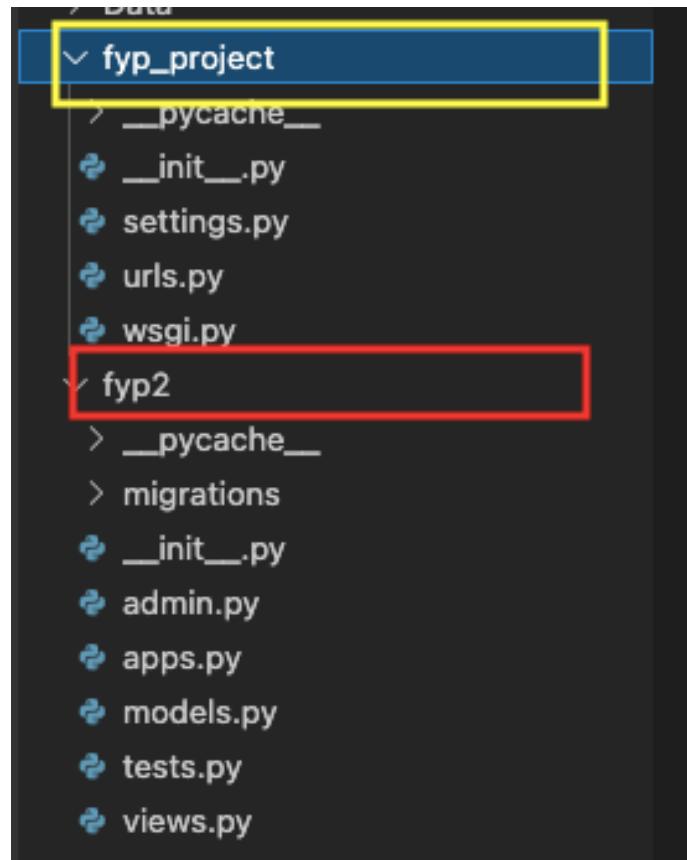 Data
fyp_project
__pycache__
__init__.py
settings.py
urls.py
wsgi.py
fyp2
__pycache__
migrations
__init__.py
admin.py
apps.py
models.py
tests.py
views.py